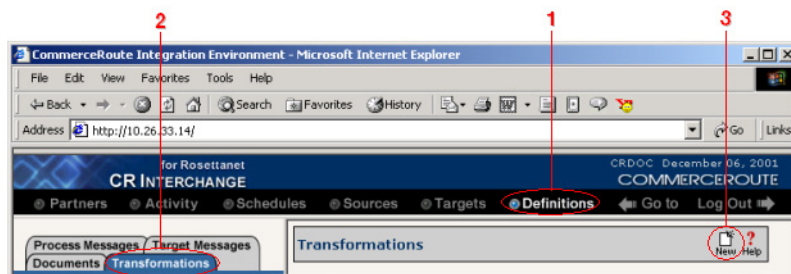 2 1 3
CommerceRoute Integration Environment - Microsoft Internet Explorer
File Edit View Favorites Tools Help
Back Search Favorites History
Address http://10.26.33.14/ Go Links
for Rosettanet CRDOC December 06, 2001
CR INTERCHANGE COMMERCEROUTE
Partners Activity Schedules Sources Targets Definitions Go to Log Out
Process Messages Target Messages
Documents Transformations
Transformations New Help